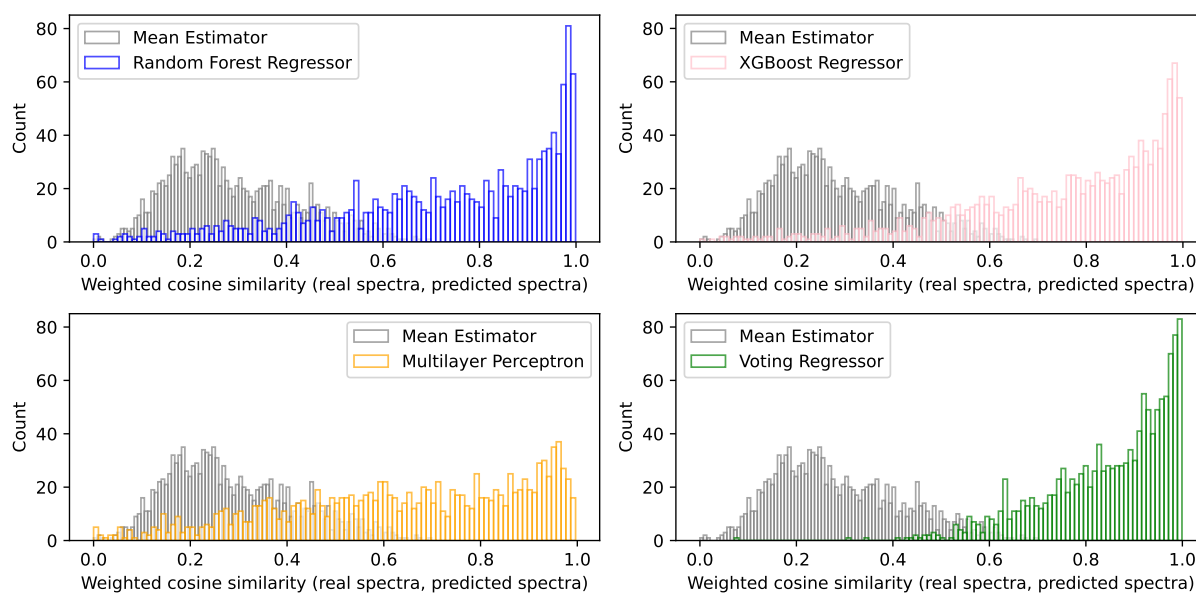 Mean Estimator
Random Forest Regressor
Count
80
60
40
20
0
0.0 0.2 0.4 0.6 0.8 1.0
Weighted cosine similarity (real spectra, predicted spectra)
Mean Estimator
XGBoost Regressor
Count
80
60
40
20
0
0.0 0.2 0.4 0.6 0.8 1.0
Weighted cosine similarity (real spectra, predicted spectra)
Mean Estimator
Multilayer Perceptron
Count
80
60
40
20
0
0.0 0.2 0.4 0.6 0.8 1.0
Weighted cosine similarity (real spectra, predicted spectra)
Mean Estimator
Voting Regressor
Count
80
60
40
20
0
0.0 0.2 0.4 0.6 0.8 1.0
Weighted cosine similarity (real spectra, predicted spectra)